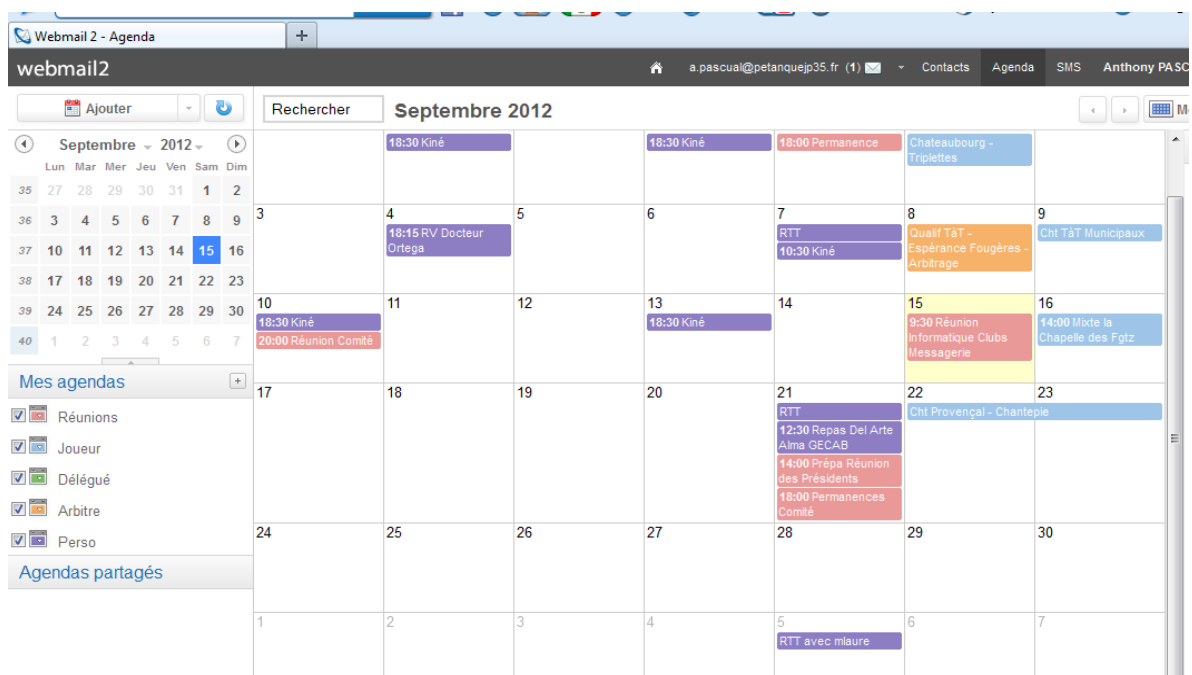 Webmail 2 - Agenda
+
webmail2
a.pascual@petanquejp35.fr (1)
Contacts
Agenda
SMS
Anthony PASC
Ajouter
Rechercher
Septembre 2012
Septembre 2012
Lun Mar Mer Jeu Ven Sam Dim
35 27 28 29 30 31 1 2
36 3 4 5 6 7 8 9
37 10 11 12 13 14 15 16
38 17 18 19 20 21 22 23
39 24 25 26 27 28 29 30
40 1 2 3 4 5 6 7
Mes agendas
+
Réunions
Joueur
Délégué
Arbitre
Perso
Agendas partagés
18:30 Kiné
18:30 Kiné
18:00 Permanence
Chateaubourg -
Triplettes
3 4 5 6 7 8 9
18:15 RV Docteur
Ortega
RTT
10:30 Kiné
Qualif TàT -
Espérance Fougères -
Arbitrage
Cht TàT Municipaux
10 11 12 13 14 15 16
18:30 Kiné
20:00 Réunion Comité
18:30 Kiné
9:30 Réunion
Informatique Clubs
Messagerie
14:00 Mixte la
Chapelle des Fgtz
17 18 19 20 21 22 23
RTT
12:30 Repas Del Arte
Alma GECAB
14:00 Prépa Réunion
des Présidents
18:00 Permanences
Comité
Cht Provençal - Chantepie
24 25 26 27 28 29 30
1 2 3 4 5 6 7
RTT avec mlaure